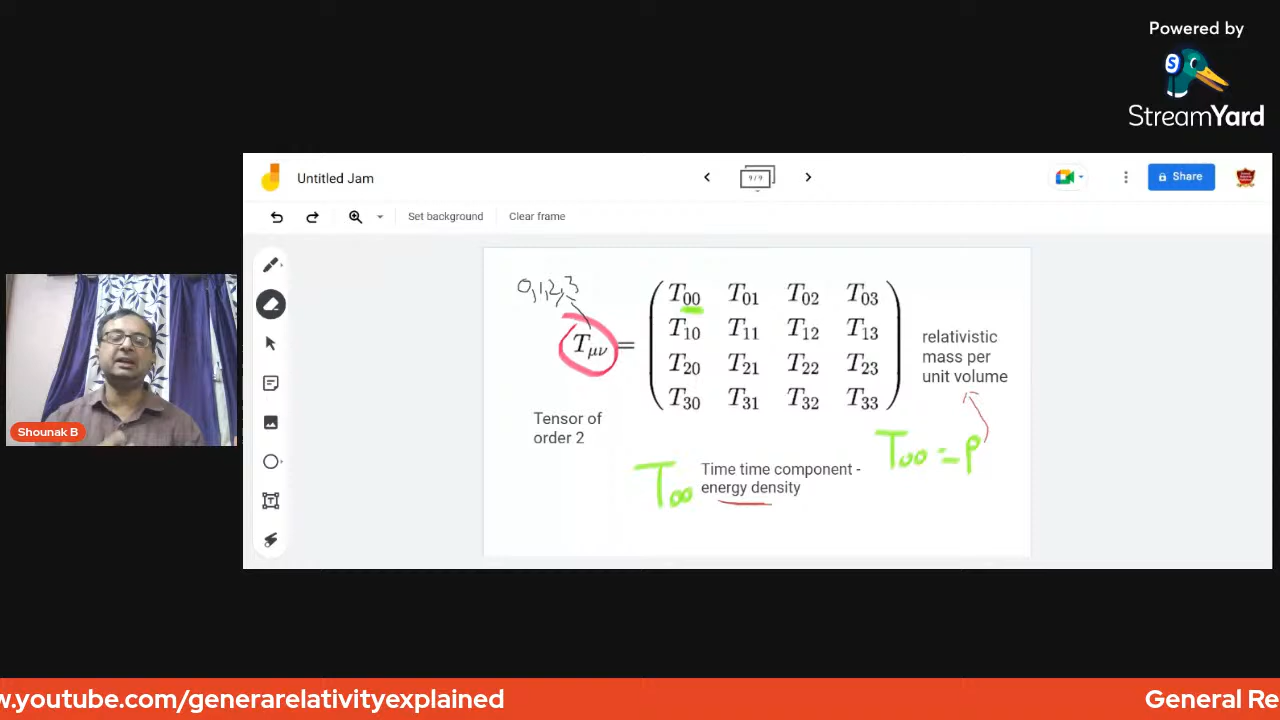 Powered by
StreamYard
Untitled Jam
9 / 9
Share
Set background
Clear frame
0,1,2,3
Tμν =
T00 T01 T02 T03
T10 T11 T12 T13
T20 T21 T22 T23
T30 T31 T32 T33
relativistic
mass per
unit volume
Tensor of
order 2
T00 = ρ
T00
Time time component -
energy density
Shounak B
w.youtube.com/generarelativityexplained
General Re